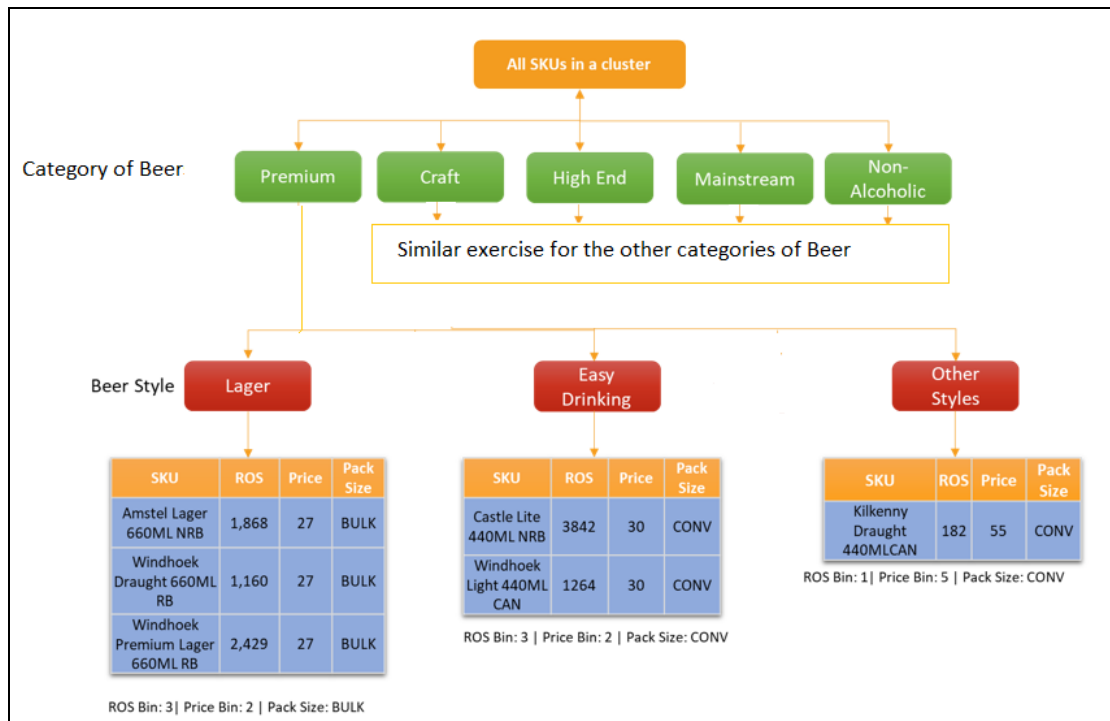 All SKUs in a cluster
Category of Beer
Premium
Craft
High End
Mainstream
Non-
Alcoholic
Similar exercise for the other categories of Beer
Beer Style
Lager
Easy
Drinking
Other
Styles
SKU ROS Price Pack
Size
Amstel Lager
660ML NRB 1,868 27 BULK
Windhoek
Draught 660ML
RB 1,160 27 BULK
Windhoek
Premium Lager
660ML RB 2,429 27 BULK
ROS Bin: 3| Price Bin: 2 | Pack Size: BULK
SKU ROS Price Pack
Size
Castle Lite
440ML NRB 3842 30 CONV
Windhoek
Light 440ML
CAN 1264 30 CONV
ROS Bin: 3 | Price Bin: 2 | Pack Size: CONV
SKU ROS Price Pack
Size
Kilkenny
Draught
440MLCAN 182 55 CONV
ROS Bin: 1| Price Bin: 5 | Pack Size: CONV